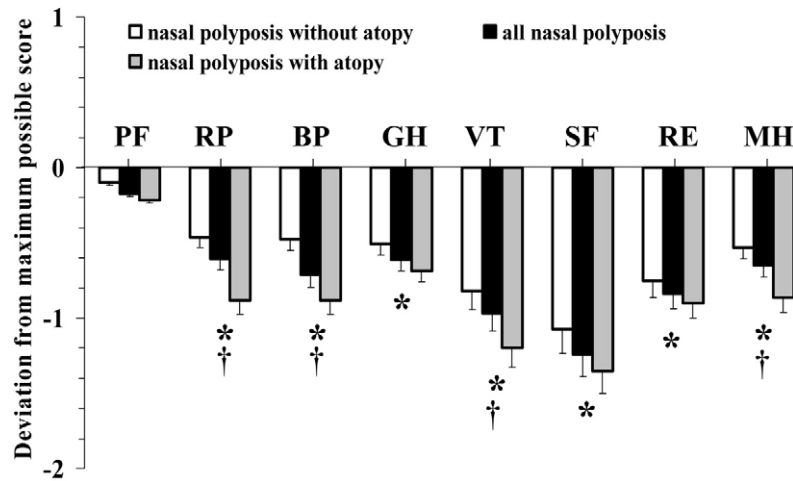 1
nasal polyposis without atopy
all nasal polyposis
nasal polyposis with atopy
PF RP BP GH VT SF RE MH
0
-1
* * * * * * *
† † † †
-2
Deviation from maximum possible score